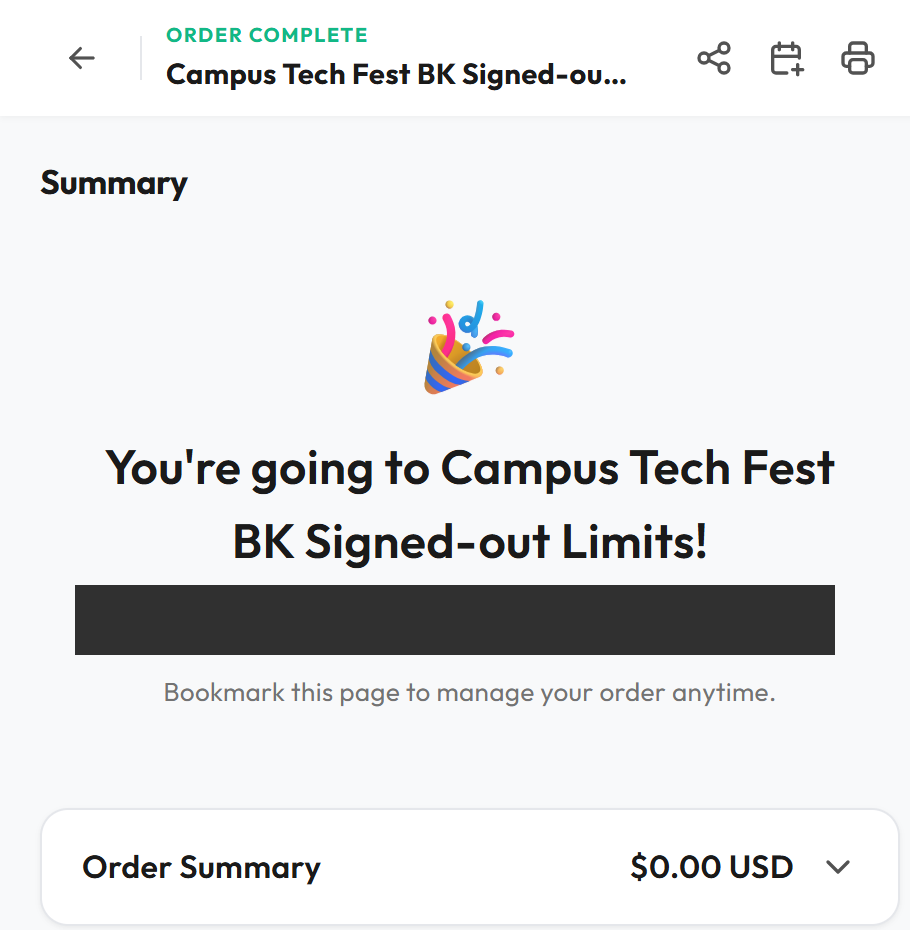 ORDER COMPLETE
Campus Tech Fest BK Signed-ou...
Summary
You're going to Campus Tech Fest
BK Signed-out Limits!
Bookmark this page to manage your order anytime.
Order Summary $0.00 USD